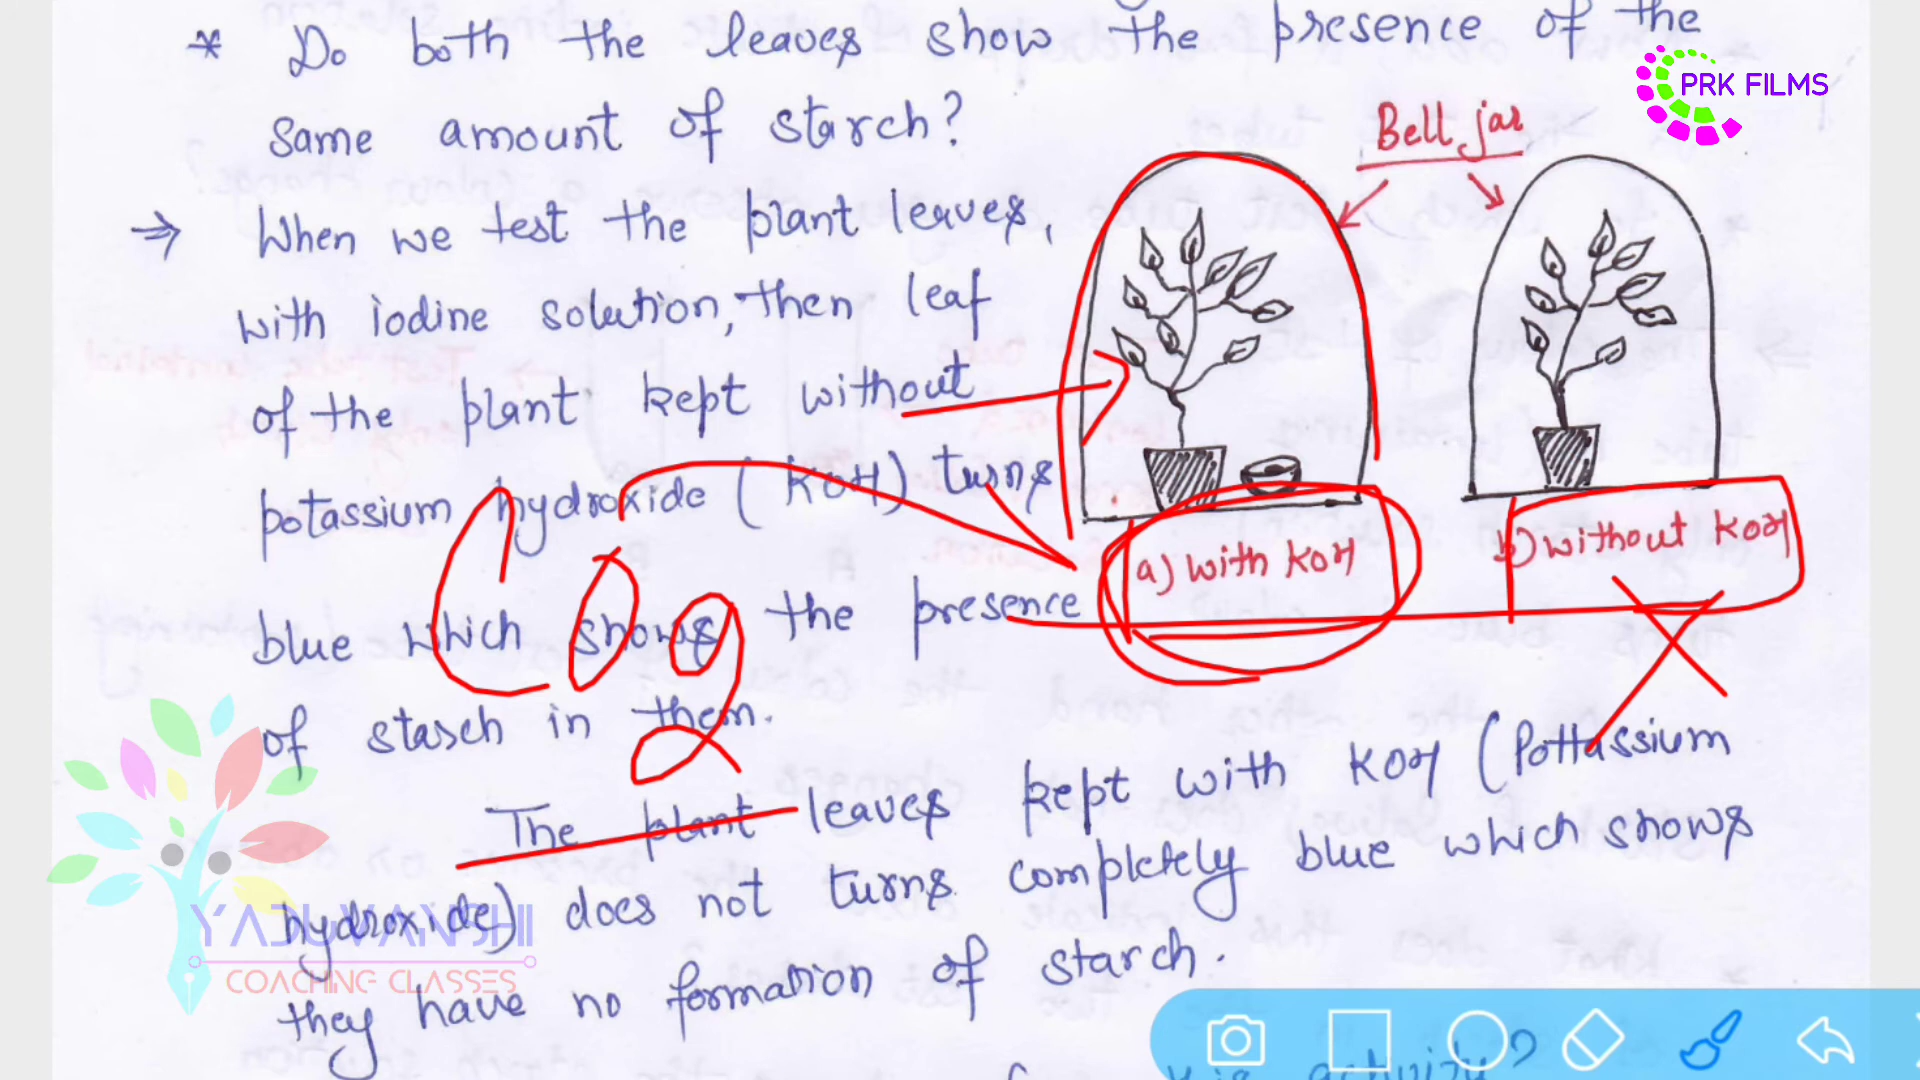 * Do both the leaves show the presence of the
PRK FILMS
same amount of starch?
Bell jar
⇒ When we test the plant leaves,
with iodine solution, then leaf
of the plant kept without
potassium hydroxide (KOH) turns
a) with KOH
b) without KOH
blue which shows the presence
CO2
of starch in them.
The plant leaves kept with KOH (Pottassium
hydroxide) does not turns completely blue which shows
they have no formation of starch.
YADUVANSHI
COACHING CLASSES
activity?